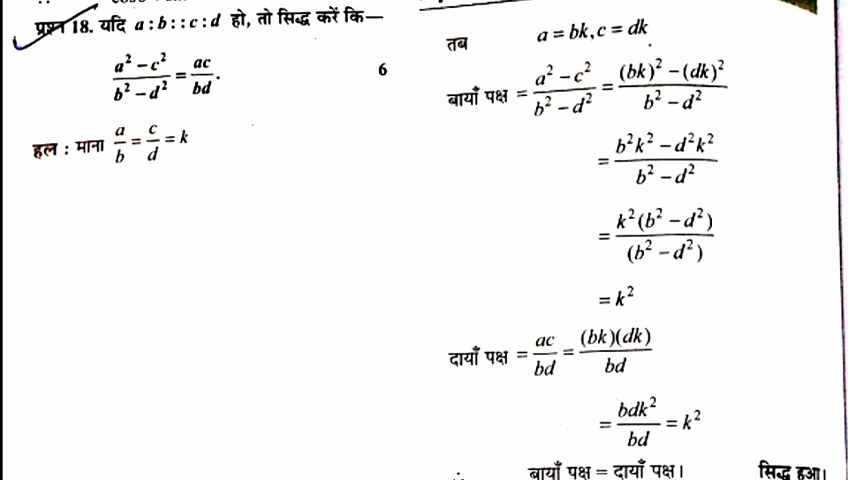 प्रश्न 18. यदि a : b : : c : d हो, तो सिद्ध करें कि—
(a² – c²)/(b² – d²) = ac/bd. 6
हल : माना a/b = c/d = k
तब a = bk, c = dk
बायाँ पक्ष = (a² – c²)/(b² – d²) = ((bk)² – (dk)²)/(b² – d²)
= (b²k² – d²k²)/(b² – d²)
= k²(b² – d²)/(b² – d²)
= k²
दायाँ पक्ष = ac/bd = (bk)(dk)/bd
= bdk²/bd = k²
∴ बायाँ पक्ष = दायाँ पक्ष। सिद्ध हुआ।